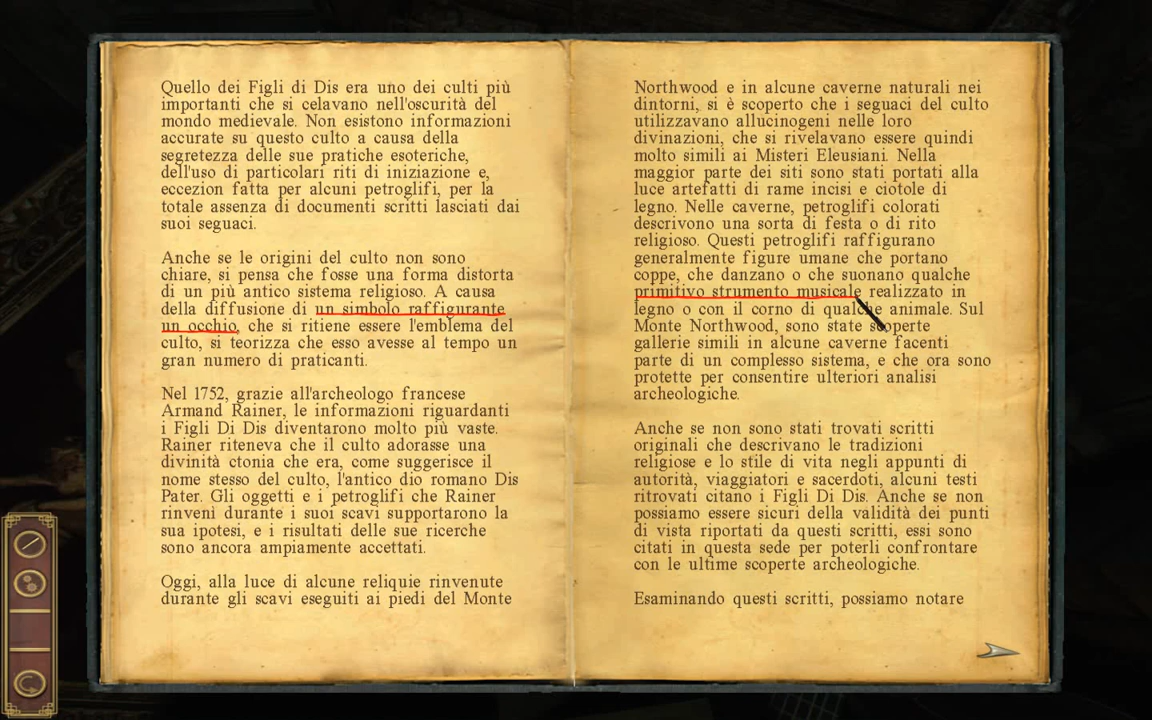 Quello dei Figli di Dis era uno dei culti più
importanti che si celavano nell'oscurità del
mondo medievale. Non esistono informazioni
accurate su questo culto a causa della
segretezza delle sue pratiche esoteriche,
dell'uso di particolari riti di iniziazione e,
eccezion fatta per alcuni petroglifi, per la
totale assenza di documenti scritti lasciati dai
suoi seguaci.
Anche se le origini del culto non sono
chiare, si pensa che fosse una forma distorta
di un più antico sistema religioso. A causa
della diffusione di un simbolo raffigurante
un occhio, che si ritiene essere l'emblema del
culto, si teorizza che esso avesse al tempo un
gran numero di praticanti.
Nel 1752, grazie all'archeologo francese
Armand Rainer, le informazioni riguardanti
i Figli Di Dis diventarono molto più vaste.
Rainer riteneva che il culto adorasse una
divinità ctonia che era, come suggerisce il
nome stesso del culto, l'antico dio romano Dis
Pater. Gli oggetti e i petroglifi che Rainer
rinvenì durante i suoi scavi supportarono la
sua ipotesi, e i risultati delle sue ricerche
sono ancora ampiamente accettati.
Oggi, alla luce di alcune reliquie rinvenute
durante gli scavi eseguiti ai piedi del Monte
Northwood e in alcune caverne naturali nei
dintorni, si è scoperto che i seguaci del culto
utilizzavano allucinogeni nelle loro
divinazioni, che si rivelavano essere quindi
molto simili ai Misteri Eleusiani. Nella
maggior parte dei siti sono stati portati alla
luce artefatti di rame incisi e ciotole di
legno. Nelle caverne, petroglifi colorati
descrivono una sorta di festa o di rito
religioso. Questi petroglifi raffigurano
generalmente figure umane che portano
coppe, che danzano o che suonano qualche
primitivo strumento musicale realizzato in
legno o con il corno di qualche animale. Sul
Monte Northwood, sono state scoperte
gallerie simili in alcune caverne facenti
parte di un complesso sistema, e che ora sono
protette per consentire ulteriori analisi
archeologiche.
Anche se non sono stati trovati scritti
originali che descrivano le tradizioni
religiose e lo stile di vita negli appunti di
autorità, viaggiatori e sacerdoti, alcuni testi
ritrovati citano i Figli Di Dis. Anche se non
possiamo essere sicuri della validità dei punti
di vista riportati da questi scritti, essi sono
citati in questa sede per poterli confrontare
con le ultime scoperte archeologiche.
Esaminando questi scritti, possiamo notare